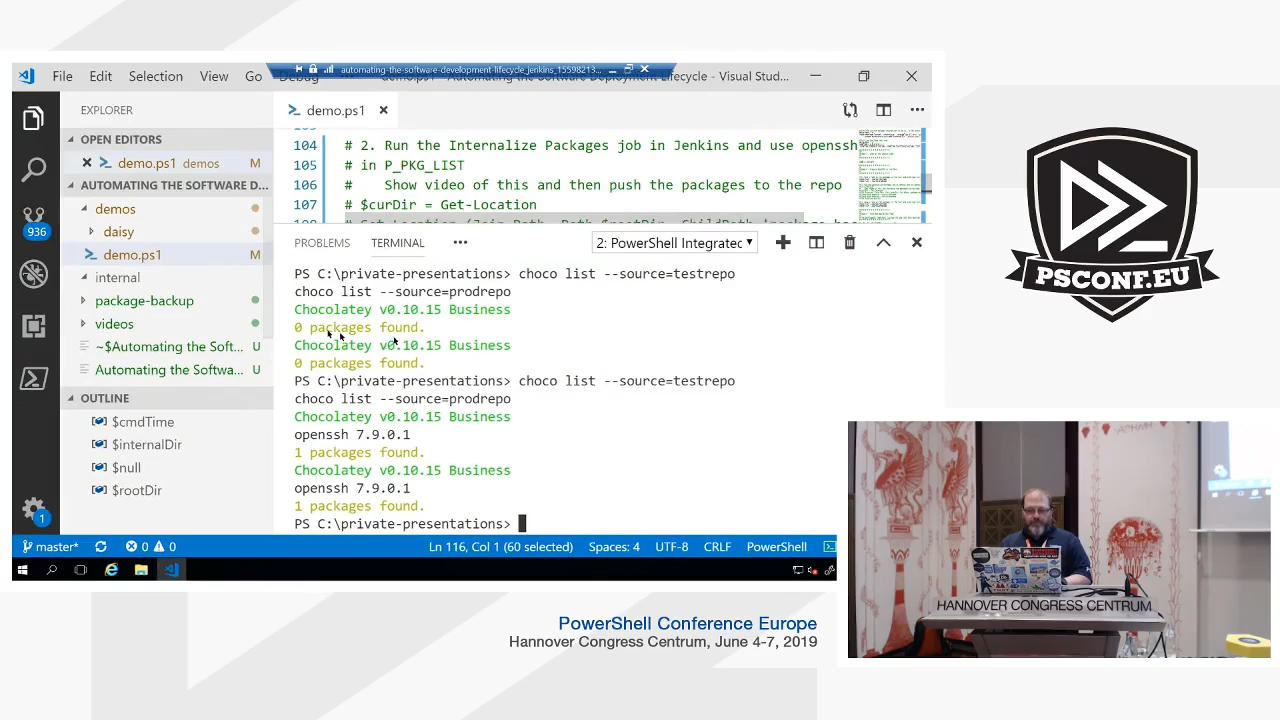 File Edit Selection View Go Debug
automating-the-software-development-lifecycle_jenkins_15598213...
demo.ps1 - Automating the Software Deployment Lifecycle - Visual Stud...
EXPLORER
OPEN EDITORS
demo.ps1 demos M
AUTOMATING THE SOFTWARE D...
demos
daisy
demo.ps1 M
internal
package-backup
videos
~$Automating the Soft... U
Automating the Softwa... U
OUTLINE
$cmdTime
$internalDir
$null
$rootDir
936
1
demo.ps1
104 # 2. Run the Internalize Packages job in Jenkins and use openssh
105 # in P_PKG_LIST
106 # Show video of this and then push the packages to the repo
107 # $curDir = Get-Location
PROBLEMS TERMINAL ••• 2: PowerShell Integratec
PS C:\private-presentations> choco list --source=testrepo
choco list --source=prodrepo
Chocolatey v0.10.15 Business
0 packages found.
Chocolatey v0.10.15 Business
0 packages found.
PS C:\private-presentations> choco list --source=testrepo
choco list --source=prodrepo
Chocolatey v0.10.15 Business
openssh 7.9.0.1
1 packages found.
Chocolatey v0.10.15 Business
openssh 7.9.0.1
1 packages found.
PS C:\private-presentations>
master* 0 0 Ln 116, Col 1 (60 selected) Spaces: 4 UTF-8 CRLF PowerShell
PSCONF.EU
HANNOVER CONGRESS CENTRUM
PowerShell Conference Europe
Hannover Congress Centrum, June 4-7, 2019